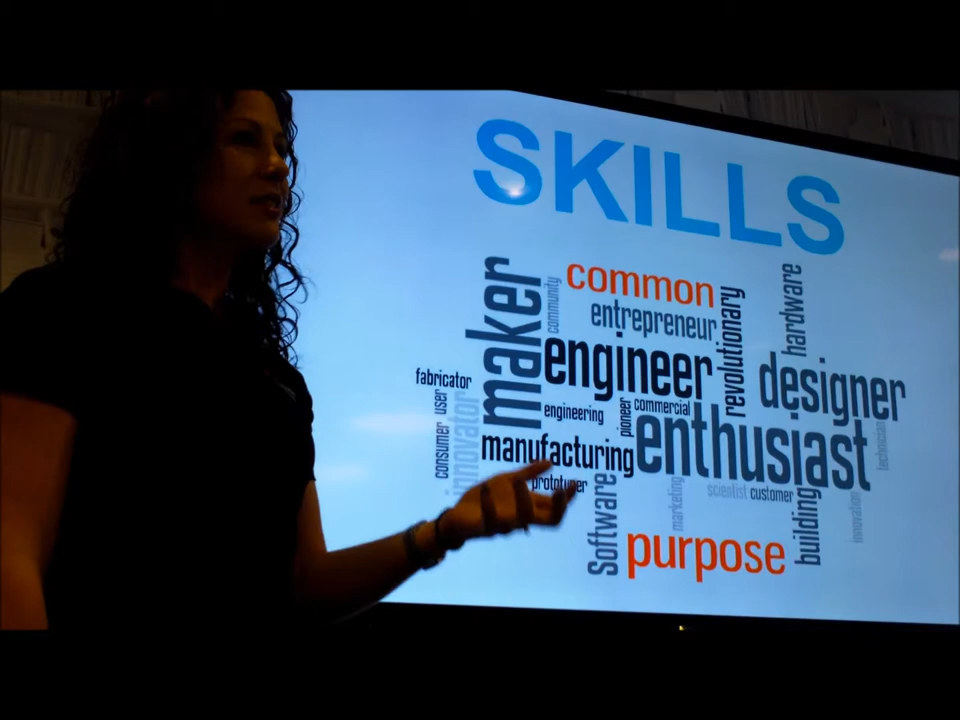 SKILLS
common
hardware
maker
community
entrepreneur
revolutionary
engineer
designer
fabricator
user
innovator
engineering
pioneer
commercial
enthusiast
technician
consumer
manufacturing
prototyper
Software
marketing
scientist
customer
building
innovation
purpose